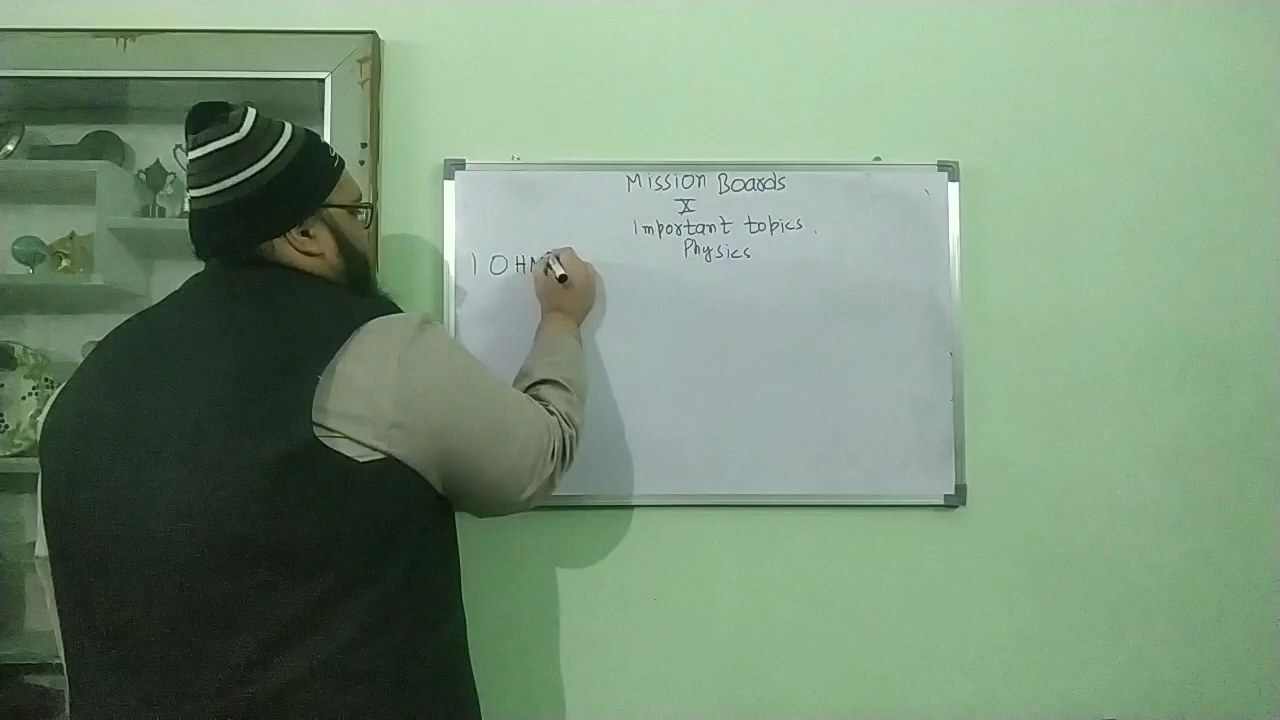 Mission Boards
X
Important topics.
Physics
1 OHM